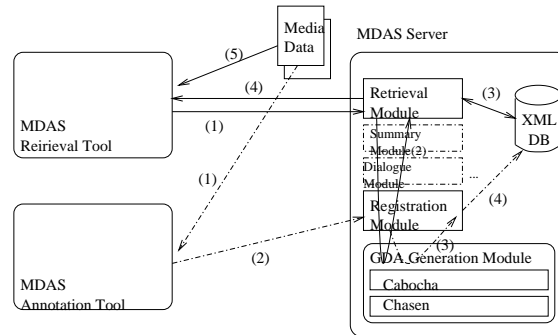 Media
Data
MDAS Server
(5)
(4)
(1)
MDAS
Reirieval Tool
Retrieval
Module
(3)
XML
DB
Summary
Module(2)
Dialogue
Module
...
(1)
Registration
Module
(4)
(2)
(3)
GDA Generation Module
MDAS
Annotation Tool
Cabocha
Chasen